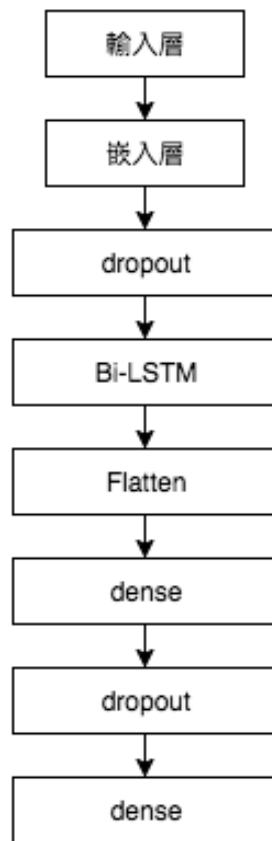 輸入層
嵌入層
dropout
Bi-LSTM
Flatten
dense
dropout
dense